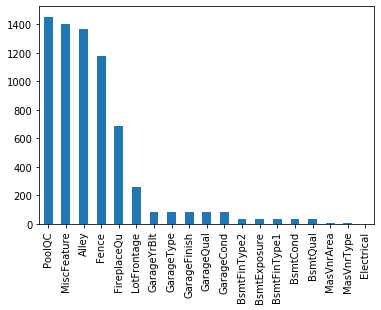 1400
1200
1000
800
600
400
200
0
PoolQC
MiscFeature
Alley
Fence
FireplaceQu
LotFrontage
GarageYrBlt
GarageType
GarageFinish
GarageQual
GarageCond
BsmtFinType2
BsmtExposure
BsmtFinType1
BsmtCond
BsmtQual
MasVnrArea
MasVnrType
Electrical